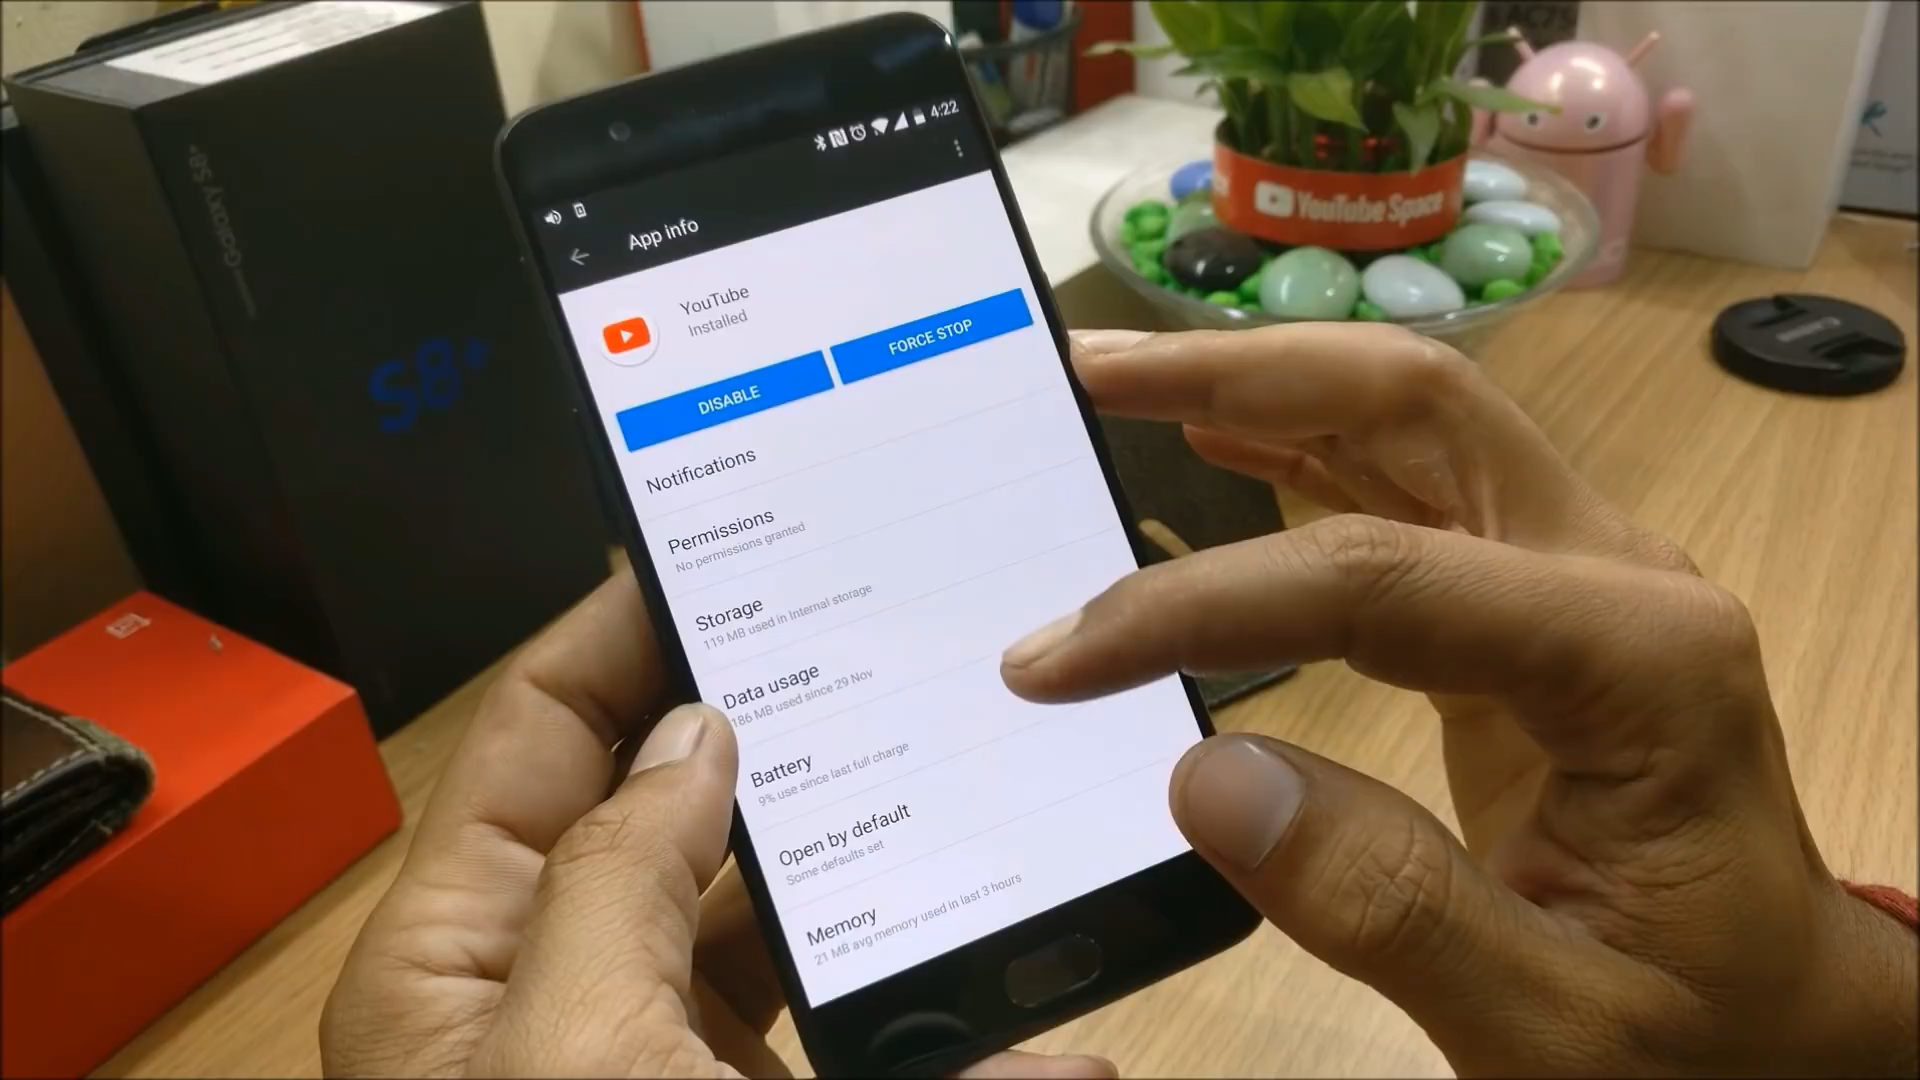 Galaxy S8+
S8+
4:22
App info
YouTube
Installed
DISABLE
FORCE STOP
Notifications
Permissions
No permissions granted
Storage
119 MB used in Internal storage
Data usage
186 MB used since 29 Nov
Battery
9% use since last full charge
Open by default
Some defaults set
Memory
21 MB avg memory used in last 3 hours
YouTube Space